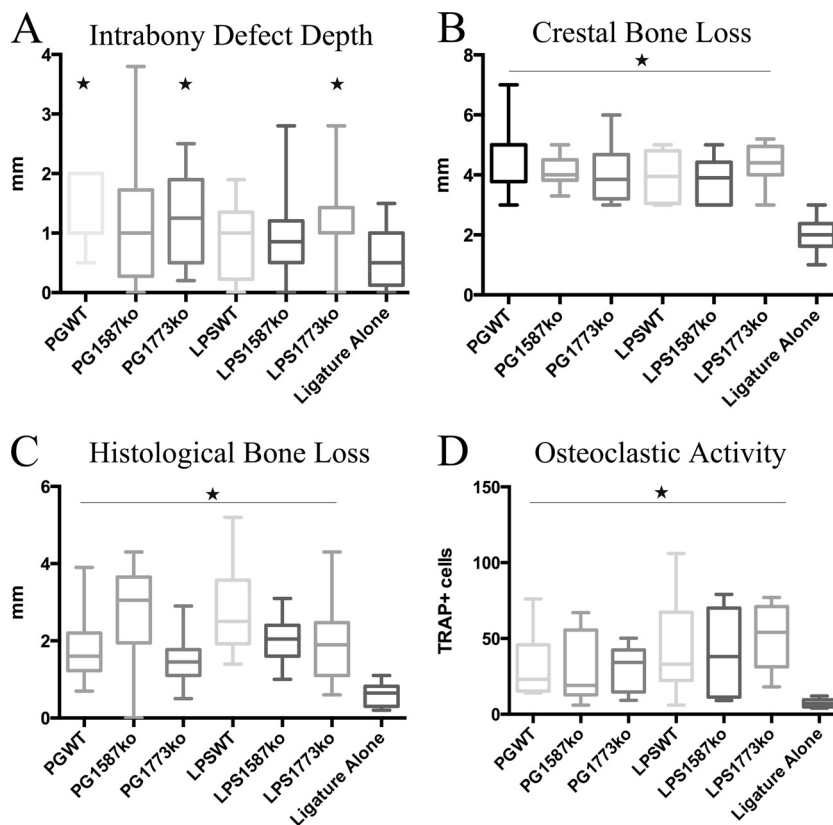 A
Intrabony Defect Depth
4
3
2
1
0
mm
★ ★ ★
PGWT
PG1587ko
PG1773ko
LPSWT
LPS1587ko
LPS1773ko
Ligature Alone
B
Crestal Bone Loss
8
6
4
2
0
mm
★
PGWT
PG1587ko
PG1773ko
LPSWT
LPS1587ko
LPS1773ko
Ligature Alone
C
Histological Bone Loss
6
4
2
0
mm
★
PGWT
PG1587ko
PG1773ko
LPSWT
LPS1587ko
LPS1773ko
Ligature Alone
D
Osteoclastic Activity
150
100
50
0
TRAP+ cells
★
PGWT
PG1587ko
PG1773ko
LPSWT
LPS1587ko
LPS1773ko
Ligature Alone